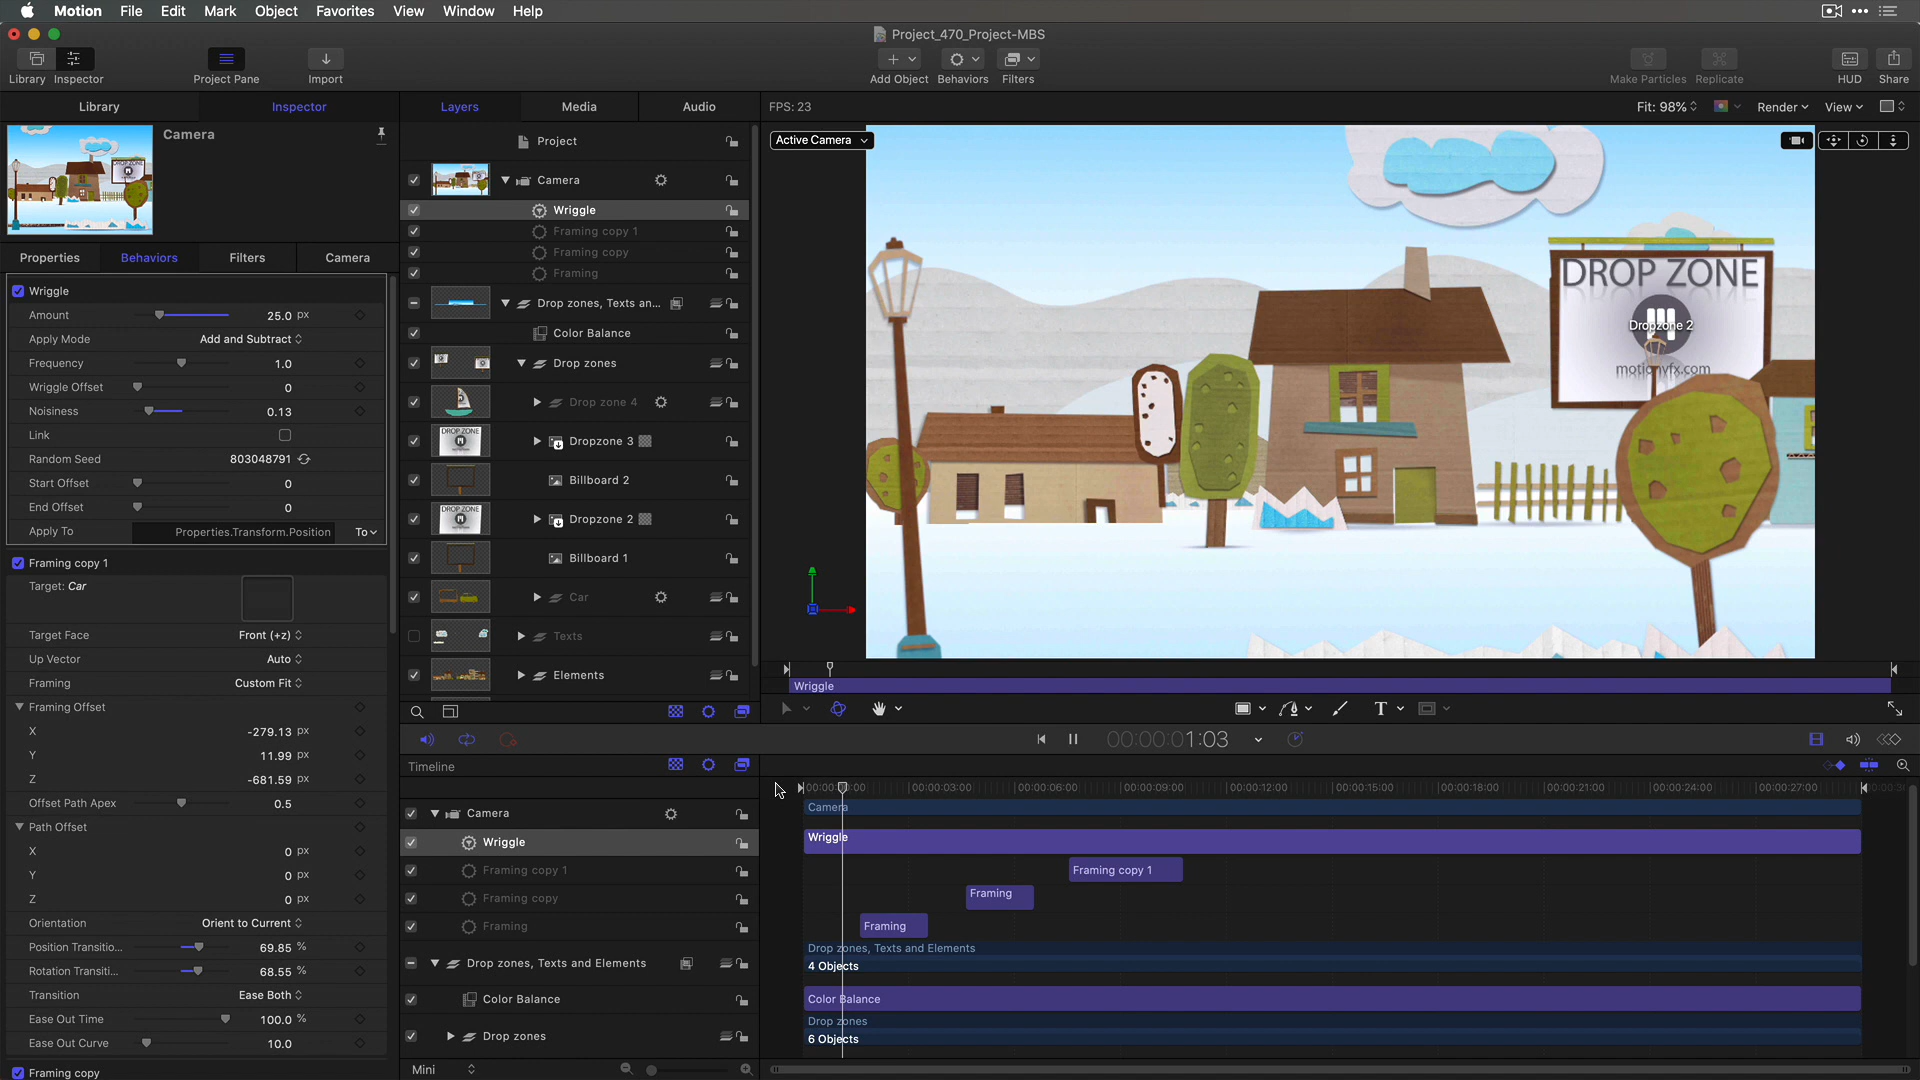 Motion File Edit Mark Object Favorites View Window Help
Project_470_Project-MBS
Library Inspector Project Pane Import Add Object Behaviors Filters Make Particles Replicate HUD Share
Library Inspector Layers Media Audio FPS: 23 Fit: 98% Render View
Camera
Properties Behaviors Filters Camera
Wriggle
Amount 25.0 px
Apply Mode Add and Subtract
Frequency 1.0
Wriggle Offset 0
Noisiness 0.13
Link
Random Seed 803048791
Start Offset 0
End Offset 0
Apply To Properties.Transform.Position To
Framing copy 1
Target: Car
Target Face Front (+z)
Up Vector Auto
Framing Custom Fit
Framing Offset
X -279.13 px
Y 11.99 px
Z -681.59 px
Offset Path Apex 0.5
Path Offset
X 0 px
Y 0 px
Z 0 px
Orientation Orient to Current
Position Transitio... 69.85 %
Rotation Transiti... 68.55 %
Transition Ease Both
Ease Out Time 100.0 %
Ease Out Curve 10.0
Framing copy
Project
Camera
Wriggle
Framing copy 1
Framing copy
Framing
Drop zones, Texts an...
Color Balance
Drop zones
Drop zone 4
Dropzone 3
Billboard 2
Dropzone 2
Billboard 1
Car
Texts
Elements
DROP ZONE
DROP ZONE
Active Camera
DROP ZONE
Dropzone 2
motionvfx.com
Wriggle
T
00:00:01:03
Timeline
Camera
Wriggle
Framing copy 1
Framing copy
Framing
Drop zones, Texts and Elements
Color Balance
Drop zones
Mini
00:00:03:00 00:00:06:00 00:00:09:00 00:00:12:00 00:00:15:00 00:00:18:00 00:00:21:00 00:00:24:00 00:00:27:00
Camera
Wriggle
Framing copy 1
Framing
Framing
Drop zones, Texts and Elements
4 Objects
Color Balance
Drop zones
6 Objects